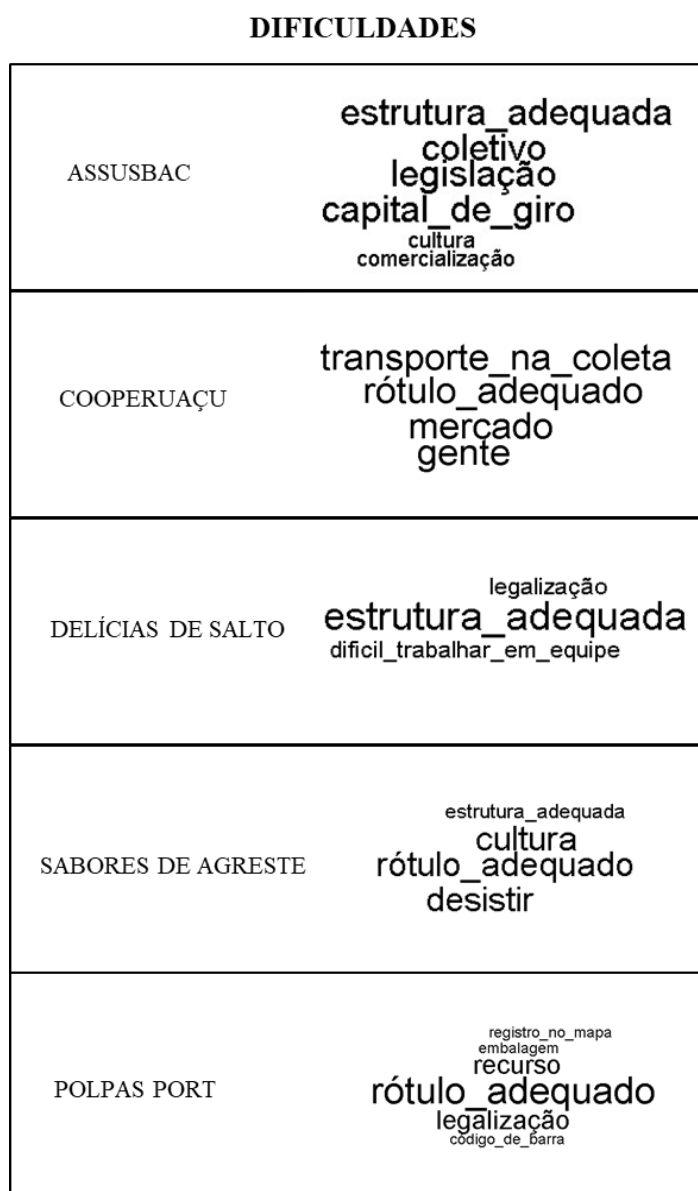 DIFICULDADES
ASSUSBAC
estrutura_adequada
coletivo
legislação
capital_de_giro
cultura
comercialização
COOPERUAÇU
transporte_na_coleta
rótulo_adequado
mercado
gente
DELÍCIAS DE SALTO
legalização
estrutura_adequada
dificil_trabalhar_em_equipe
SABORES DE AGRESTE
estrutura_adequada
cultura
rótulo_adequado
desistir
POLPAS PORT
registro_no_mapa
embalagem
recurso
rótulo_adequado
legalização
código_de_barra